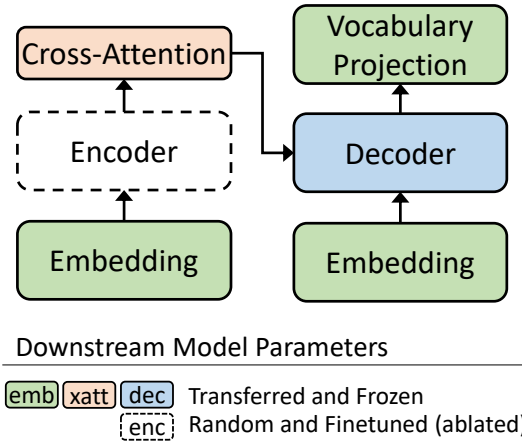 Cross-Attention
Vocabulary
Projection
Encoder
Decoder
Embedding
Embedding
Downstream Model Parameters
emb xatt dec Transferred and Frozen
enc Random and Finetuned (ablated)